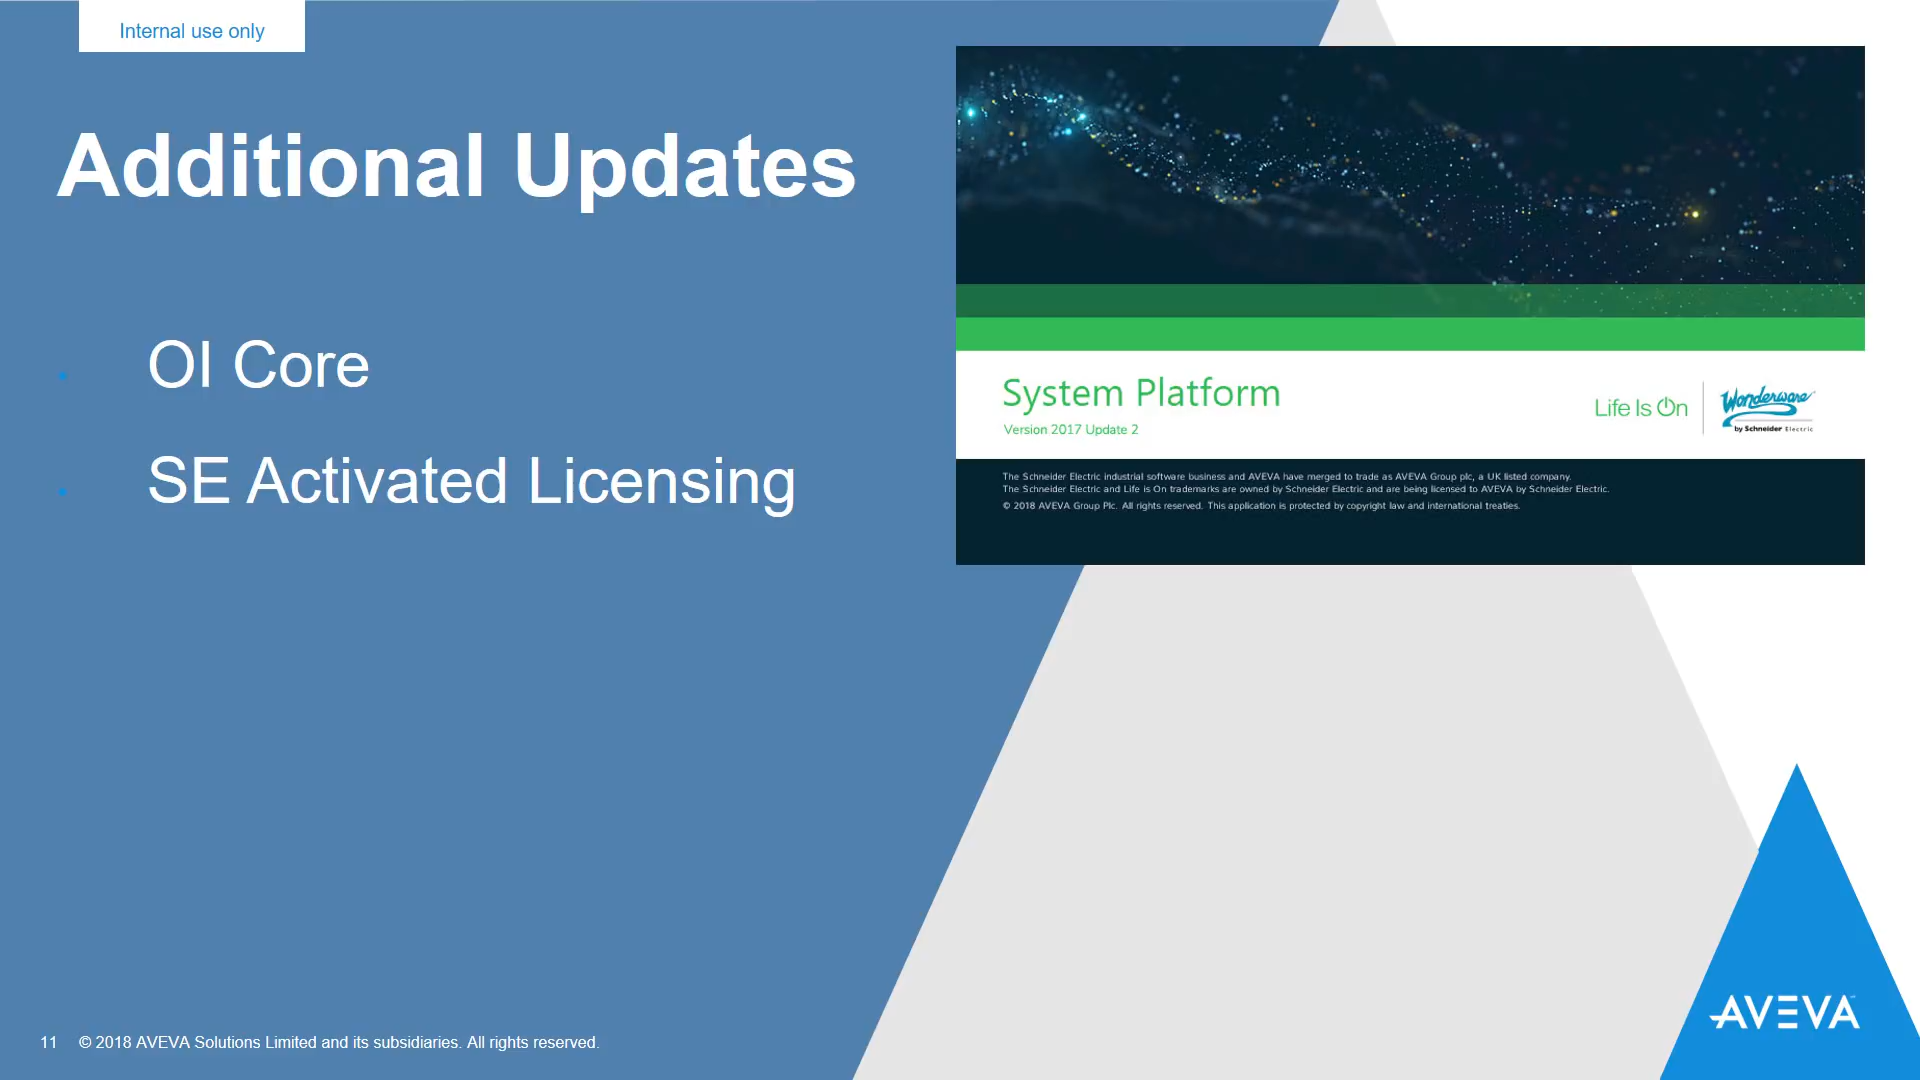 Internal use only
Additional Updates
OI Core
SE Activated Licensing
System Platform
Version 2017 Update 2
Life Is On
Wonderware
by Schneider Electric
The Schneider Electric industrial software business and AVEVA have merged to trade as AVEVA Group plc, a UK listed company.
The Schneider Electric and Life is On trademarks are owned by Schneider Electric and are being licensed to AVEVA by Schneider Electric.
© 2018 AVEVA Group Plc. All rights reserved. This application is protected by copyright law and international treaties.
AVEVA
11 © 2018 AVEVA Solutions Limited and its subsidiaries. All rights reserved.